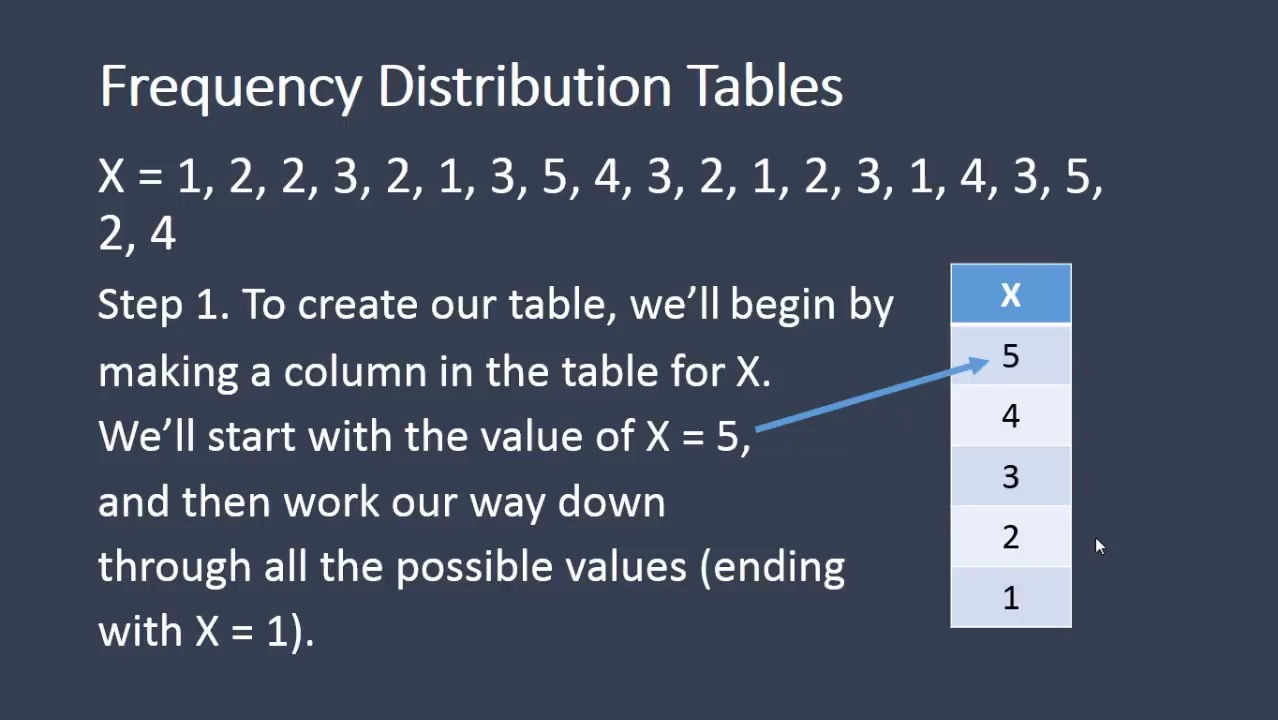 Frequency Distribution Tables
X = 1, 2, 2, 3, 2, 1, 3, 5, 4, 3, 2, 1, 2, 3, 1, 4, 3, 5,
2, 4
Step 1. To create our table, we’ll begin by
making a column in the table for X.
We’ll start with the value of X = 5,
and then work our way down
through all the possible values (ending
with X = 1).
X
5
4
3
2
1